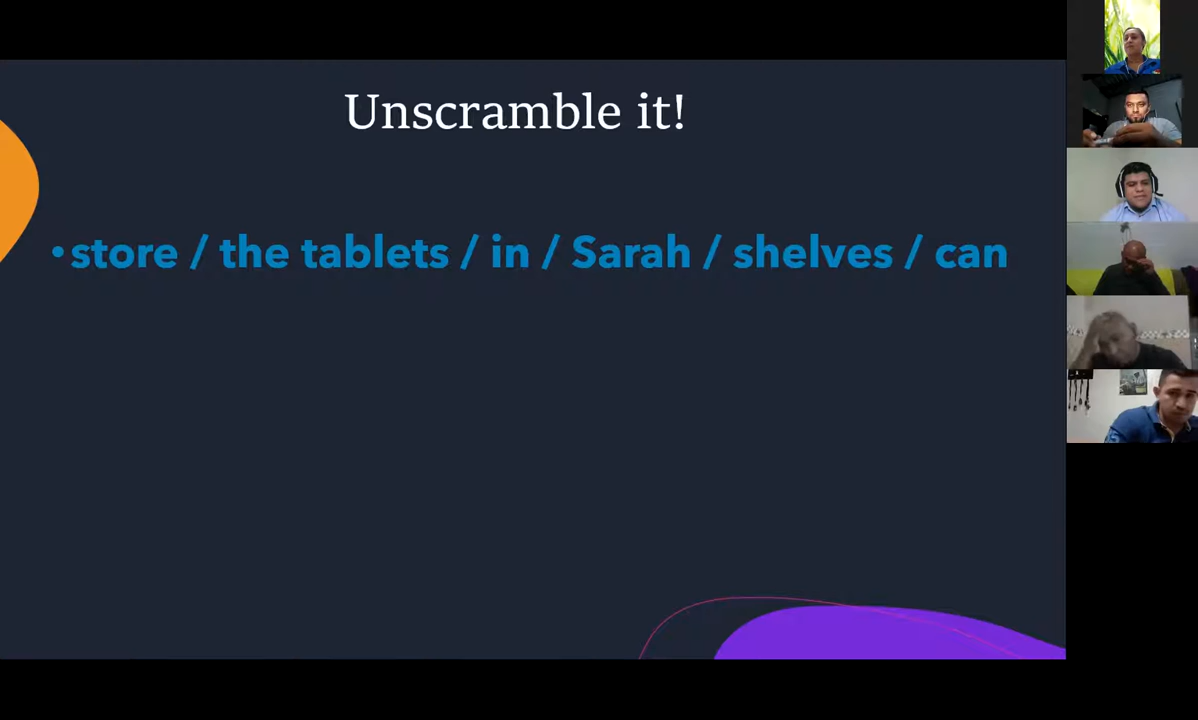 Unscramble it!
•store / the tablets / in / Sarah / shelves / can